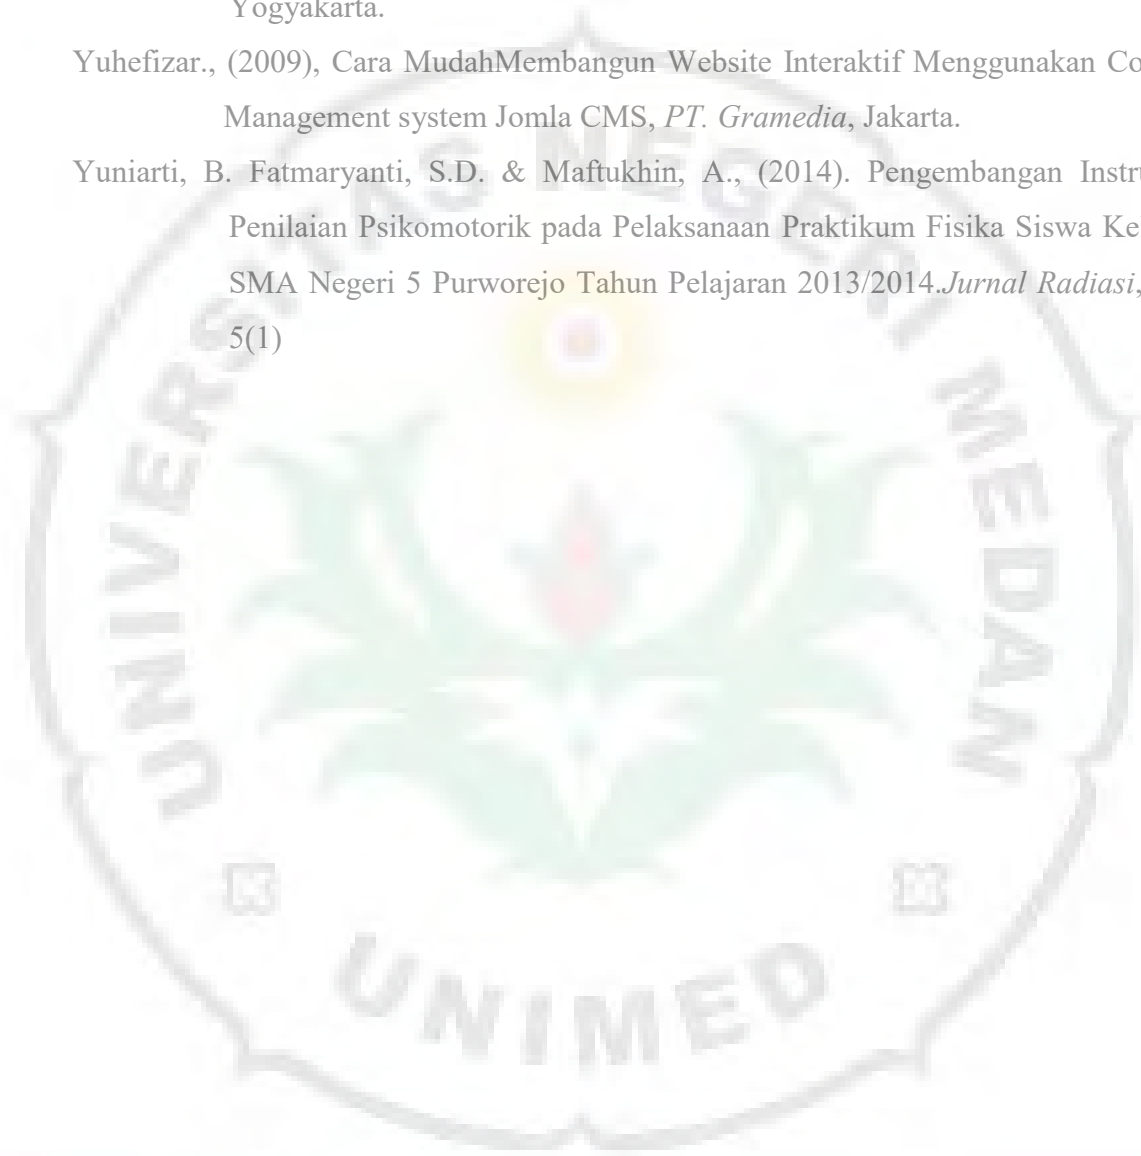 Yogyakarta.
Yuhefizar., (2009), Cara MudahMembangun Website Interaktif Menggunakan Co
Management system Jomla CMS, PT. Gramedia, Jakarta.
Yuniarti, B. Fatmaryanti, S.D. & Maftukhin, A., (2014). Pengembangan Instru
Penilaian Psikomotorik pada Pelaksanaan Praktikum Fisika Siswa Ke
SMA Negeri 5 Purworejo Tahun Pelajaran 2013/2014.Jurnal Radiasi,
5(1)
UNIVERSITAS NEGERI MEDAN
UNIMED